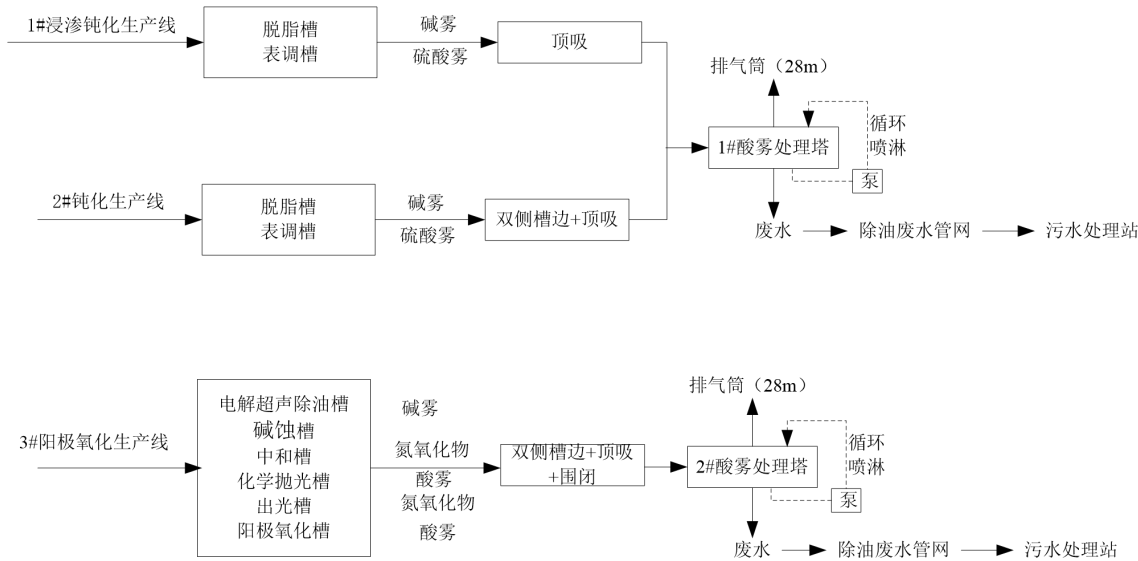 1#浸渗钝化生产线
脱脂槽
表调槽
碱雾
硫酸雾
顶吸
排气筒（28m）
1#酸雾处理塔
循环
喷淋
泵
2#钝化生产线
脱脂槽
表调槽
碱雾
硫酸雾
双侧槽边+顶吸
废水
除油废水管网
污水处理站
3#阳极氧化生产线
电解超声除油槽
碱蚀槽
中和槽
化学抛光槽
出光槽
阳极氧化槽
碱雾
氮氧化物
酸雾
氮氧化物
酸雾
双侧槽边+顶吸
+围闭
排气筒（28m）
2#酸雾处理塔
循环
喷淋
泵
废水
除油废水管网
污水处理站